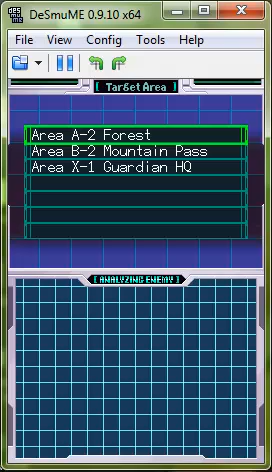 DeSmuME 0.9.10 x64
File View Config Tools Help
[ Target Area ]
Area A-2 Forest
Area B-2 Mountain Pass
Area X-1 Guardian HQ
[ ANALYZING ENEMY ]